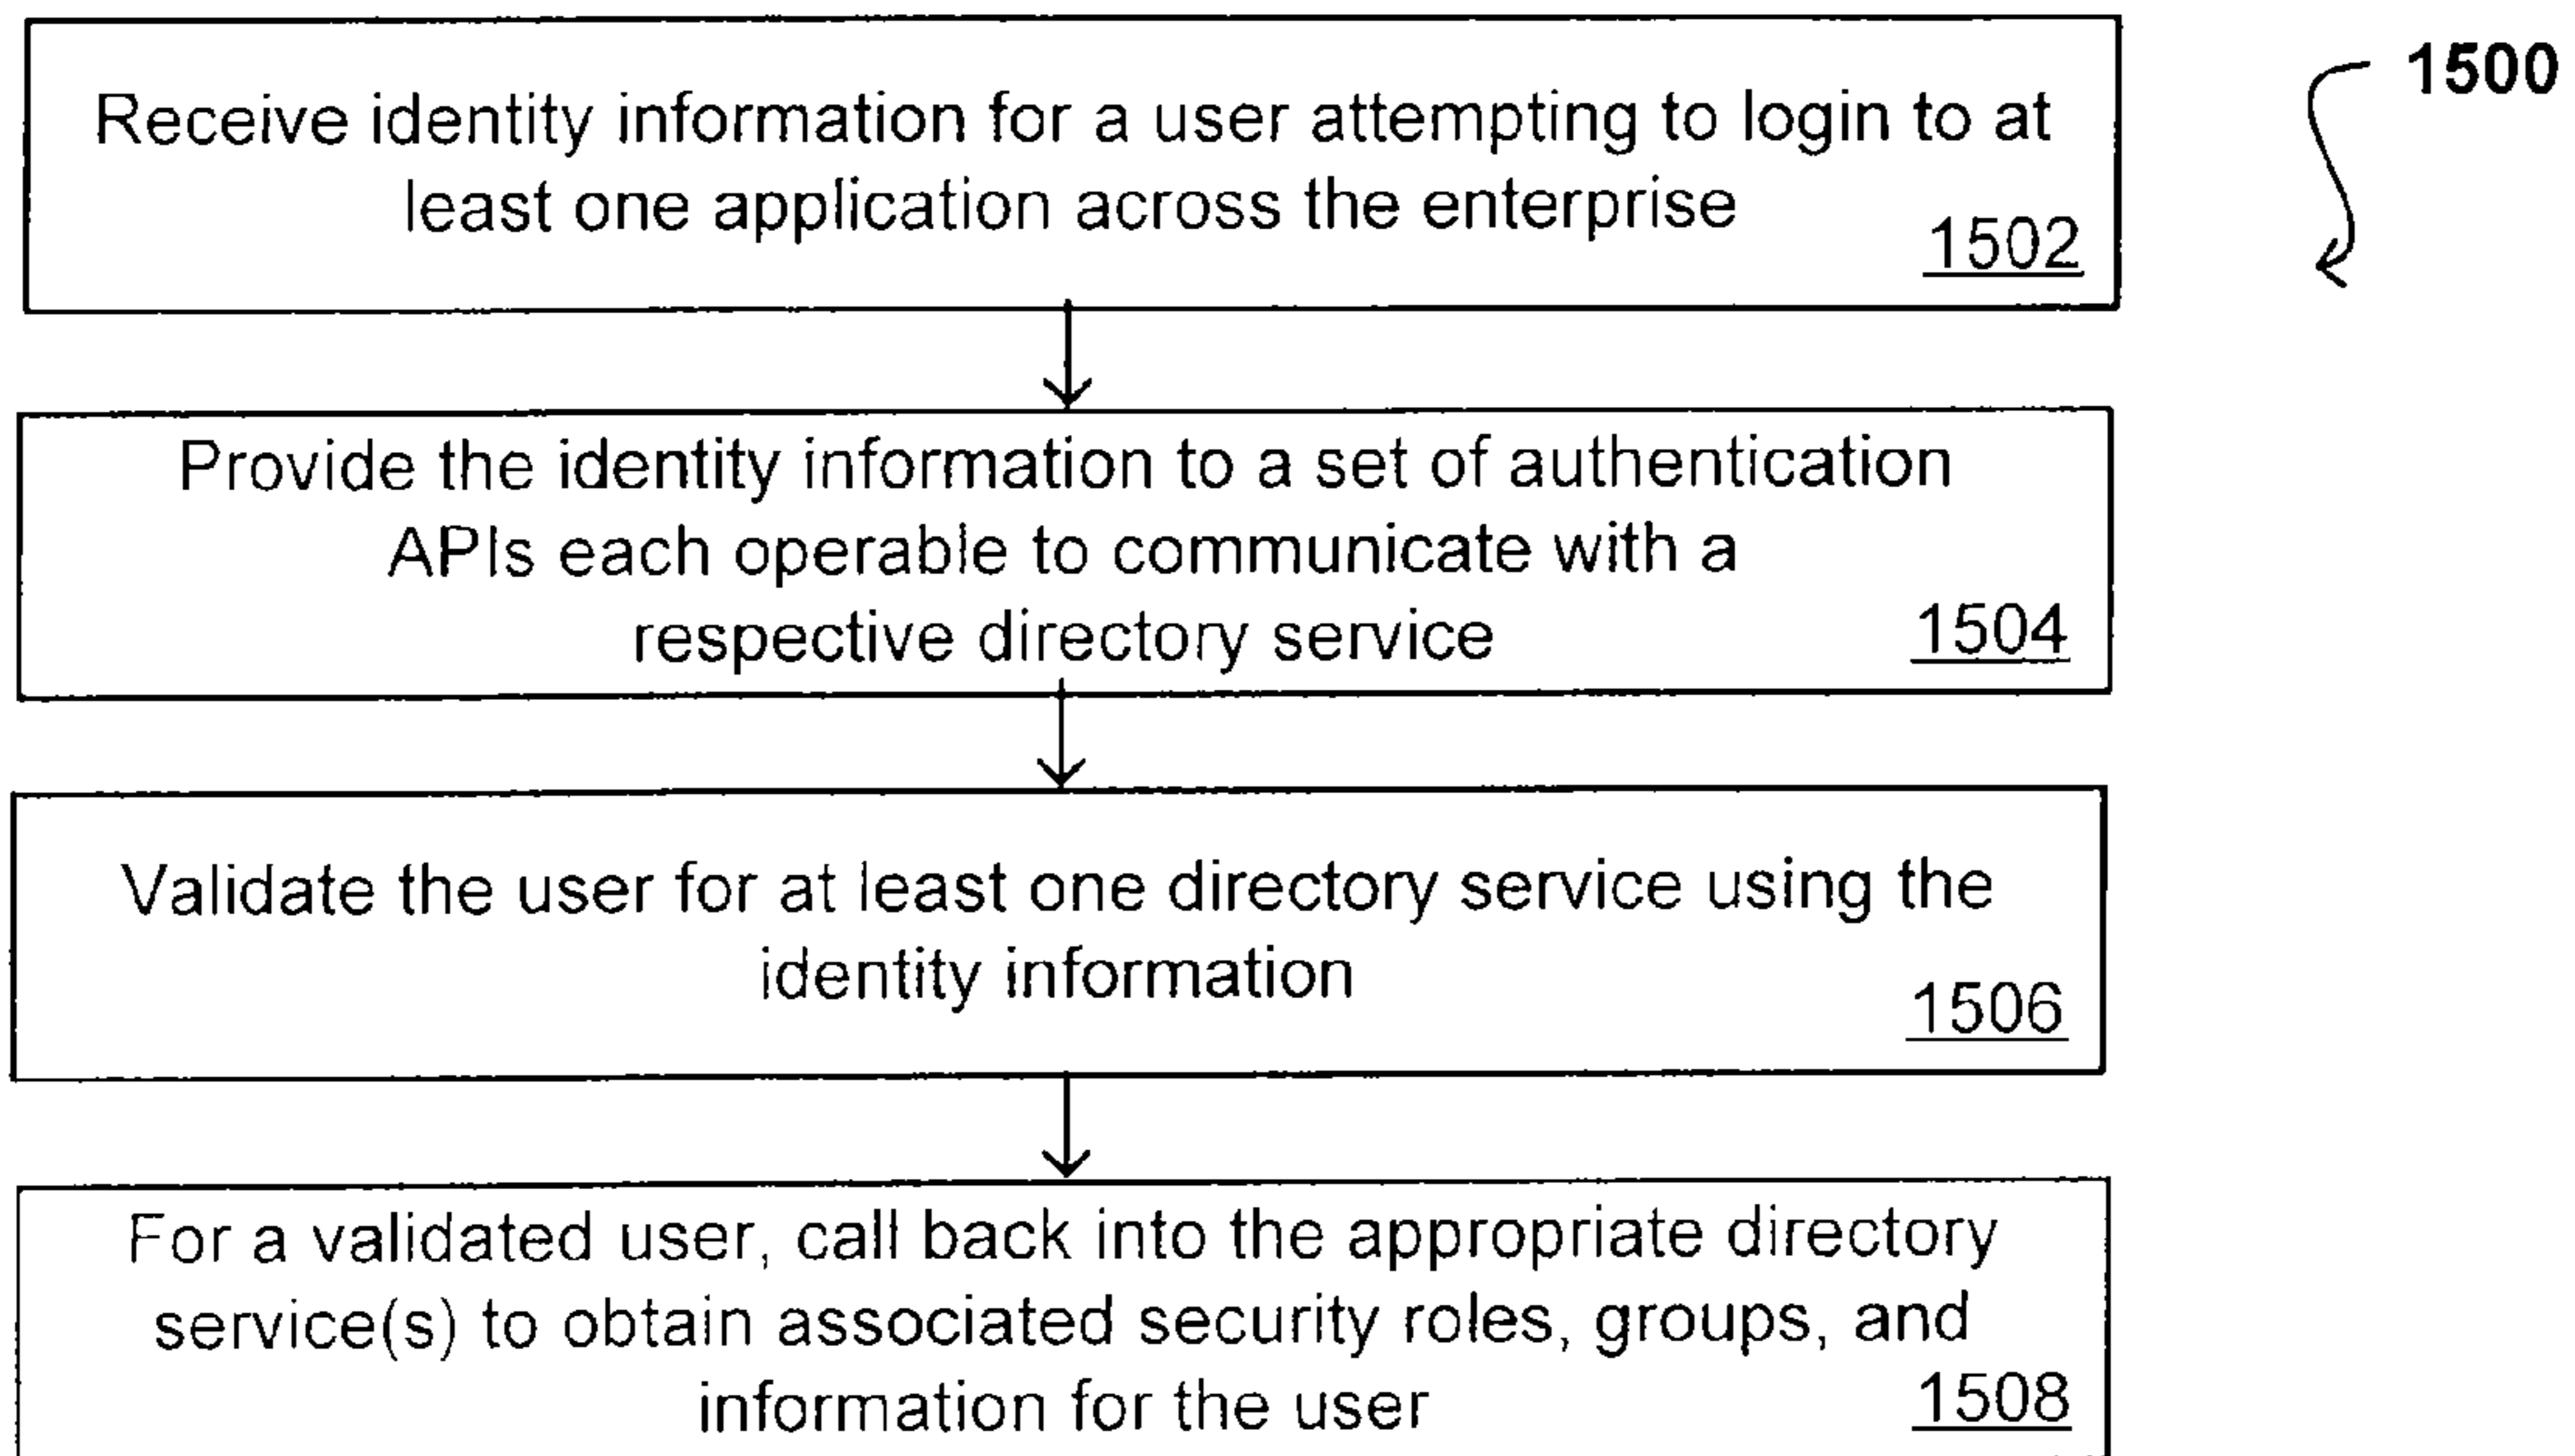 1500
Receive identity information for a user attempting to login to at
least one application across the enterprise
1502
Provide the identity information to a set of authentication
APIs each operable to communicate with a
respective directory service
1504
Validate the user for at least one directory service using the
identity information
1506
For a validated user, call back into the appropriate directory
service(s) to obtain associated security roles, groups, and
information for the user
1508